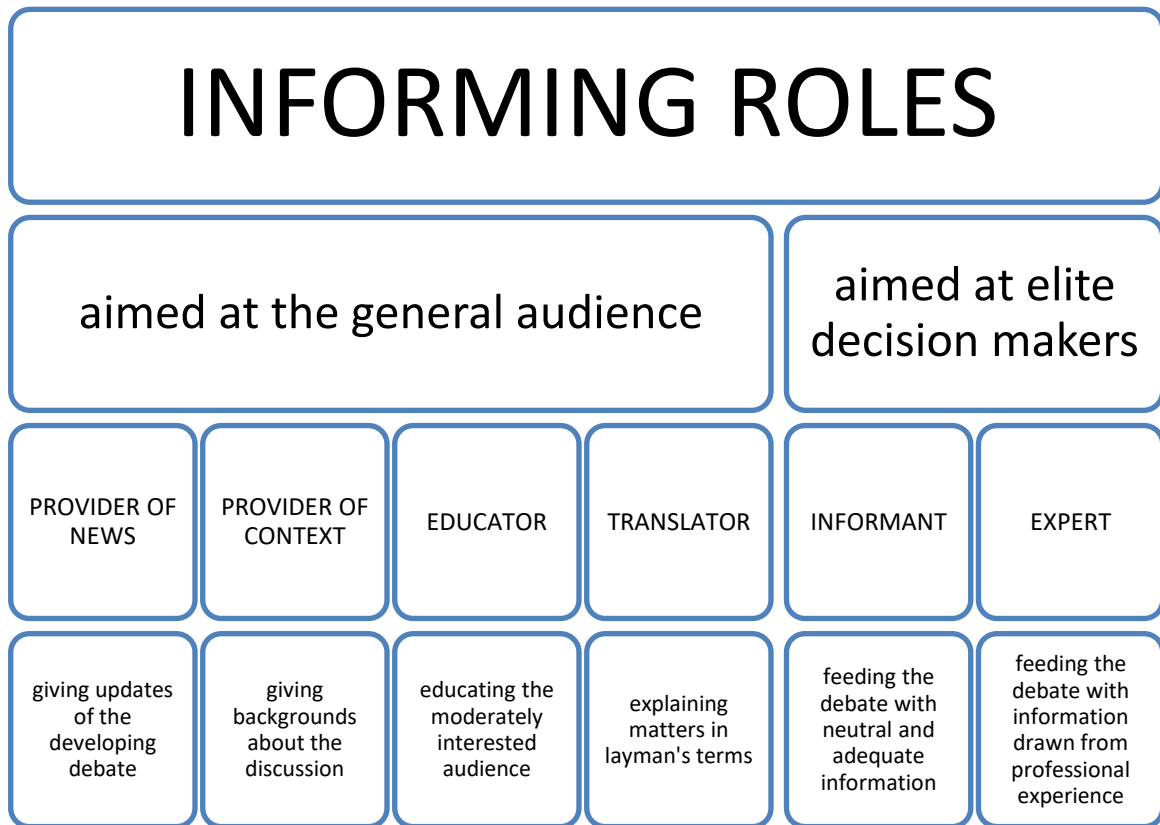 INFORMING ROLES
aimed at the general audience
aimed at elite
decision makers
PROVIDER OF
NEWS
PROVIDER OF
CONTEXT
EDUCATOR
TRANSLATOR
INFORMANT
EXPERT
giving updates
of the
developing
debate
giving
backgrounds
about the
discussion
educating the
moderately
interested
audience
explaining
matters in
layman's terms
feeding the
debate with
neutral and
adequate
information
feeding the
debate with
information
drawn from
professional
experience